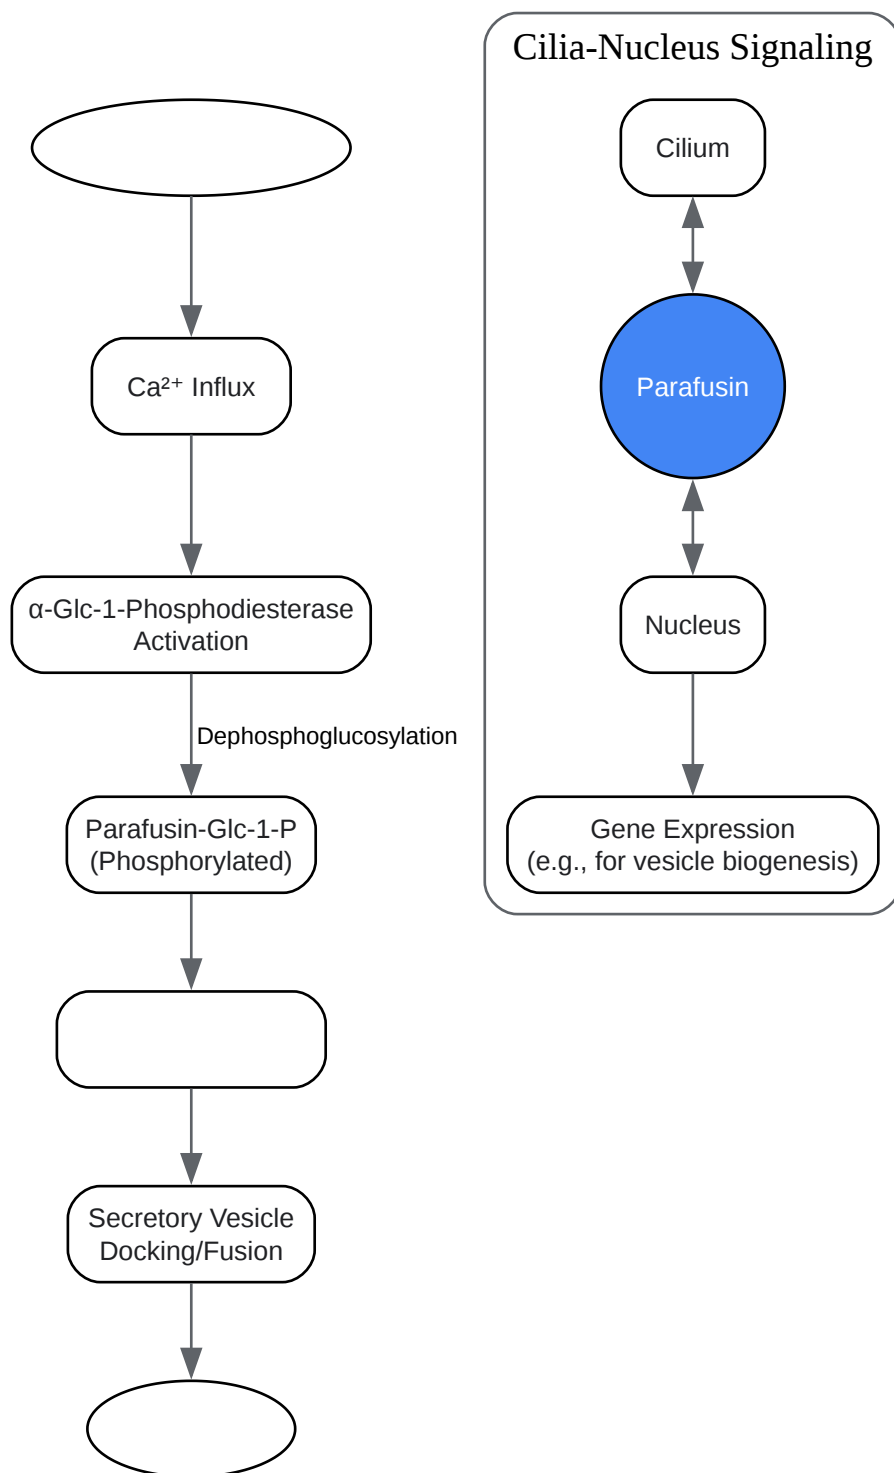 Cilia-Nucleus Signaling
Cilium
Ca²⁺ Influx
Parafusin
α-Glc-1-Phosphodiesterase
Activation
Nucleus
Dephosphoglucosylation
Parafusin-Glc-1-P
(Phosphorylated)
Gene Expression
(e.g., for vesicle biogenesis)
Secretory Vesicle
Docking/Fusion